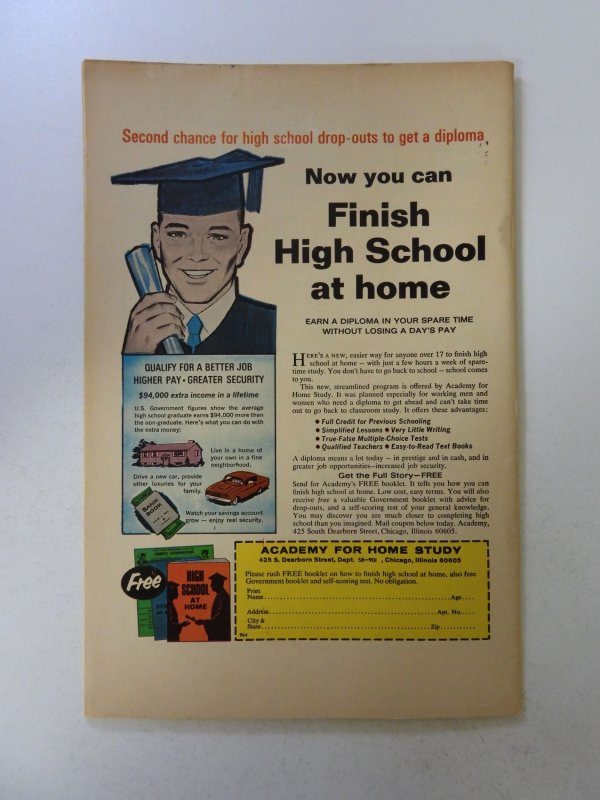 Second chance for high school drop-outs to get a diploma
Now you can
Finish
High School
at home
EARN A DIPLOMA IN YOUR SPARE TIME
WITHOUT LOSING A DAY'S PAY
QUALIFY FOR A BETTER JOB
HIGHER PAY • GREATER SECURITY
$94,000 extra income in a lifetime
U.S. Government figures show the average
high school graduate earns $94,000 more than
the non-graduate. Here's what you can do with
the extra money:
Live in a home of
your own in a fine
neighborhood.
Drive a new car, provide
other luxuries for your
family.
BANK
BOOK
Watch your savings account
grow — enjoy real security.
HERE'S A NEW, easier way for anyone over 17 to finish high
school at home — with just a few hours a week of spare-
time study. You don't have to go back to school — school comes
to you.
This new, streamlined program is offered by Academy for
Home Study. It was planned especially for working men and
women who need a diploma to get ahead and can't take time
out to go back to classroom study. It offers these advantages:
• Full Credit for Previous Schooling
• Simplified Lessons • Very Little Writing
• True-False Multiple-Choice Tests
• Qualified Teachers • Easy-to-Read Text Books
A diploma means a lot today — in prestige and in cash, and in
greater job opportunities—increased job security.
Get the Full Story—FREE
Send for Academy's FREE booklet. It tells you how you can
finish high school at home. Low cost, easy terms. You will also
receive free a valuable Government booklet with advice for
drop-outs, and a self-scoring test of your general knowledge.
You may discover you are much closer to completing high
school than you imagined. Mail coupon below today. Academy,
425 South Dearborn Street, Chicago, Illinois 60605.
Free
SAMPLE EXAMINATION
HIGH
SCHOOL
AT
HOME
ACADEMY FOR HOME STUDY
425 S. Dearborn Street, Dept. 18-901 , Chicago, Illinois 60605
Please rush FREE booklet on how to finish high school at home, also free
Government booklet and self-scoring test. No obligation.
Print
Name Age
Address Apt. No.
City &
State Zip
964